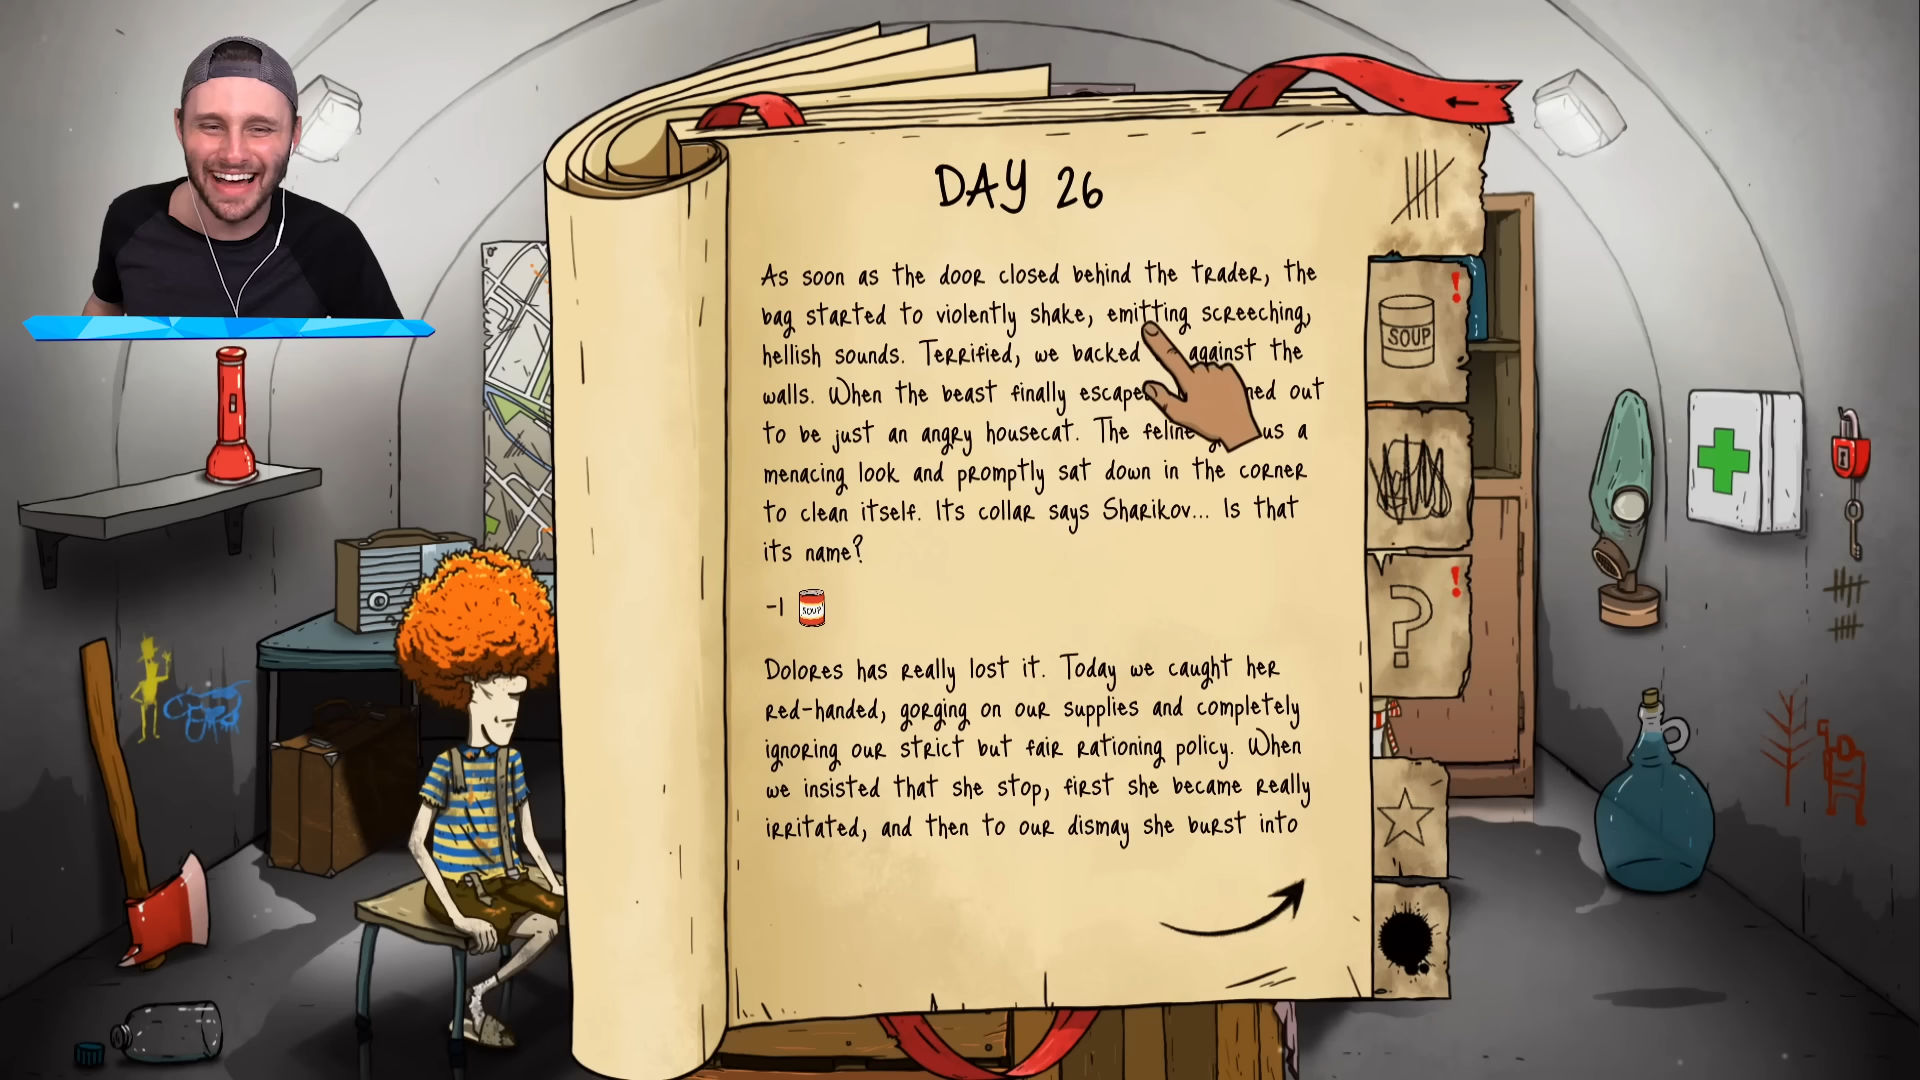 DAY 26
As soon as the door closed behind the trader, the
bag started to violently shake, emitting screeching,
hellish sounds. Terrified, we backed against the
walls. When the beast finally escape ned out
to be just an angry housecat. The feline us a
menacing look and promptly sat down in the corner
to clean itself. Its collar says Sharikov... Is that
its name?
-1 SOUP
Dolores has really lost it. Today we caught her
red-handed, gorging on our supplies and completely
ignoring our strict but fair rationing policy. When
we insisted that she stop, first she became really
irritated, and then to our dismay she burst into
!
SOUP
!
?